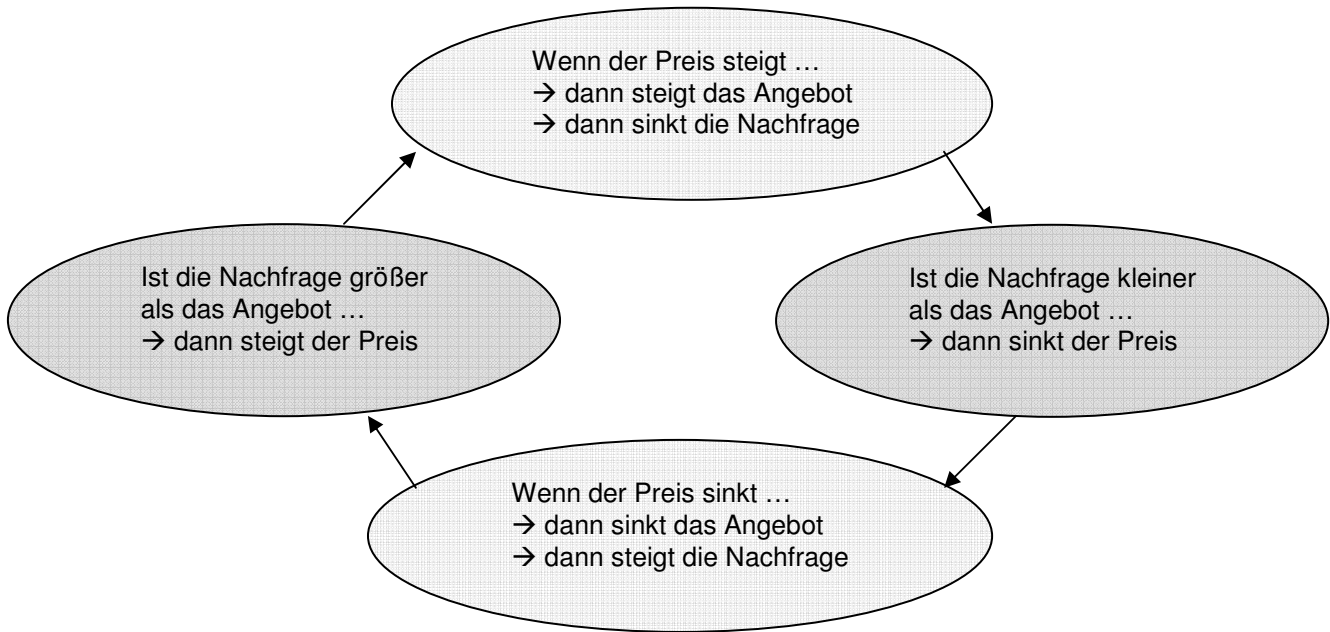 Wenn der Preis steigt …
→ dann steigt das Angebot
→ dann sinkt die Nachfrage
Ist die Nachfrage größer
als das Angebot …
→ dann steigt der Preis
Ist die Nachfrage kleiner
als das Angebot …
→ dann sinkt der Preis
Wenn der Preis sinkt …
→ dann sinkt das Angebot
→ dann steigt die Nachfrage